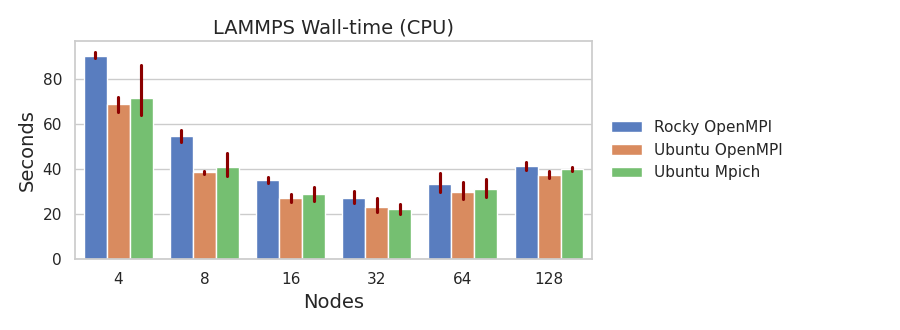 LAMMPS Wall-time (CPU)
Seconds
80
60
40
20
0
4 8 16 32 64 128
Nodes
Rocky OpenMPI
Ubuntu OpenMPI
Ubuntu Mpich